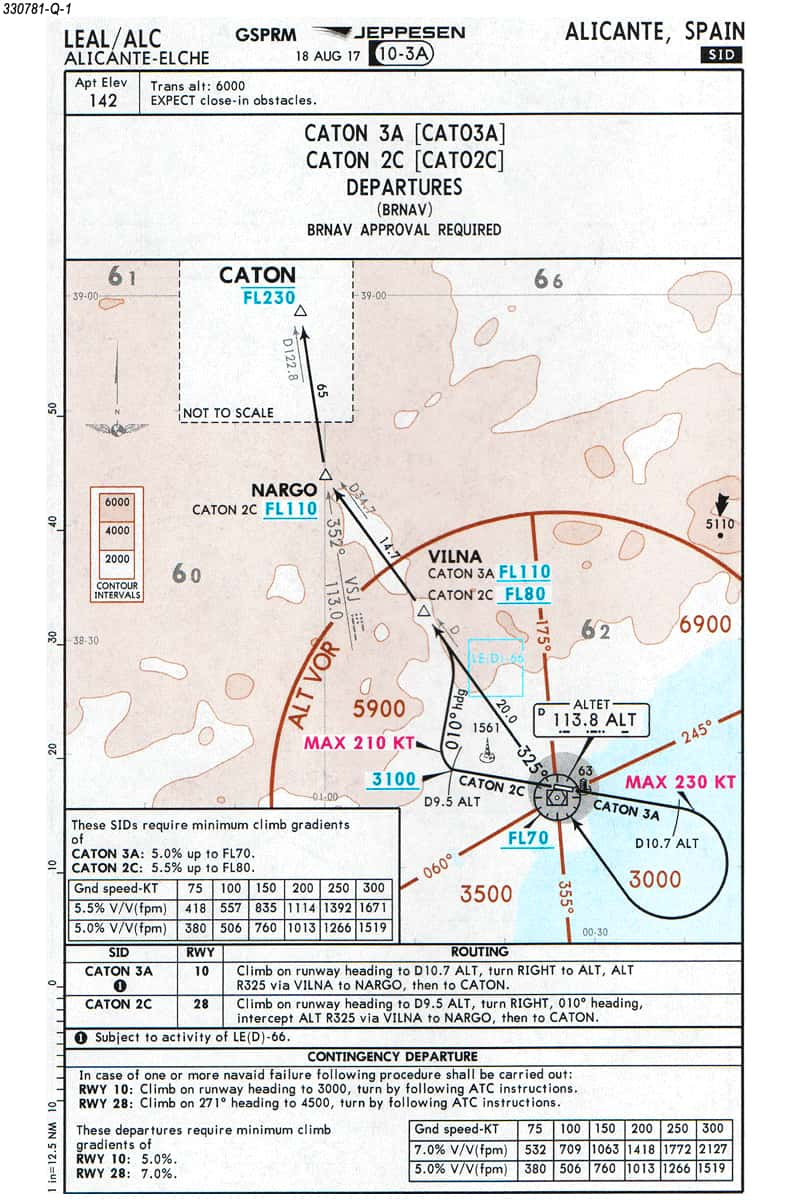 330781-Q-1
LEAL/ALC
ALICANTE-ELCHE
GSPRM
JEPPESEN
18 AUG 17
10-3A
ALICANTE, SPAIN
SID
Apt Elev
142
Trans alt: 6000
EXPECT close-in obstacles.
CATON 3A [CATO3A]
CATON 2C [CATO2C]
DEPARTURES
(BRNAV)
BRNAV APPROVAL REQUIRED
61
CATON
FL230
66
39-00
39-00
D122.8
65
N
NOT TO SCALE
50
NARGO
CATON 2C FL110
D34.7
6000
4000
2000
CONTOUR
INTERVALS
40
352°
VSJ
113.0
14.7
5110
60
VILNA
CATON 3A FL110
CATON 2C FL80
D
175°
62
6900
38-30
30
LE(D)-66
ALT VOR
5900
010° hdg
20.0
ALTET
D 113.8 ALT
245°
1561
MAX 210 KT
325°
20
3100
CATON 2C
63
MAX 230 KT
01-00
D9.5 ALT
CATON 3A
D10.7 ALT
FL70
060°
3500
355°
3000
00-30
10
These SIDs require minimum climb gradients
of
CATON 3A: 5.0% up to FL70.
CATON 2C: 5.5% up to FL80.
Gnd speed-KT 75 100 150 200 250 300
5.5% V/V(fpm) 418 557 835 1114 1392 1671
5.0% V/V(fpm) 380 506 760 1013 1266 1519
SID RWY ROUTING
CATON 3A 10 Climb on runway heading to D10.7 ALT, turn RIGHT to ALT, ALT
1 R325 via VILNA to NARGO, then to CATON.
CATON 2C 28 Climb on runway heading to D9.5 ALT, turn RIGHT, 010° heading,
intercept ALT R325 via VILNA to NARGO, then to CATON.
1 Subject to activity of LE(D)-66.
0
CONTINGENCY DEPARTURE
In case of one or more navaid failure following procedure shall be carried out:
RWY 10: Climb on runway heading to 3000, turn by following ATC instructions.
RWY 28: Climb on 271° heading to 4500, turn by following ATC instructions.
10
These departures require minimum climb
gradients of
RWY 10: 5.0%.
RWY 28: 7.0%.
Gnd speed-KT 75 100 150 200 250 300
7.0% V/V(fpm) 532 709 1063 1418 1772 2127
5.0% V/V(fpm) 380 506 760 1013 1266 1519
1 in=12.5 NM